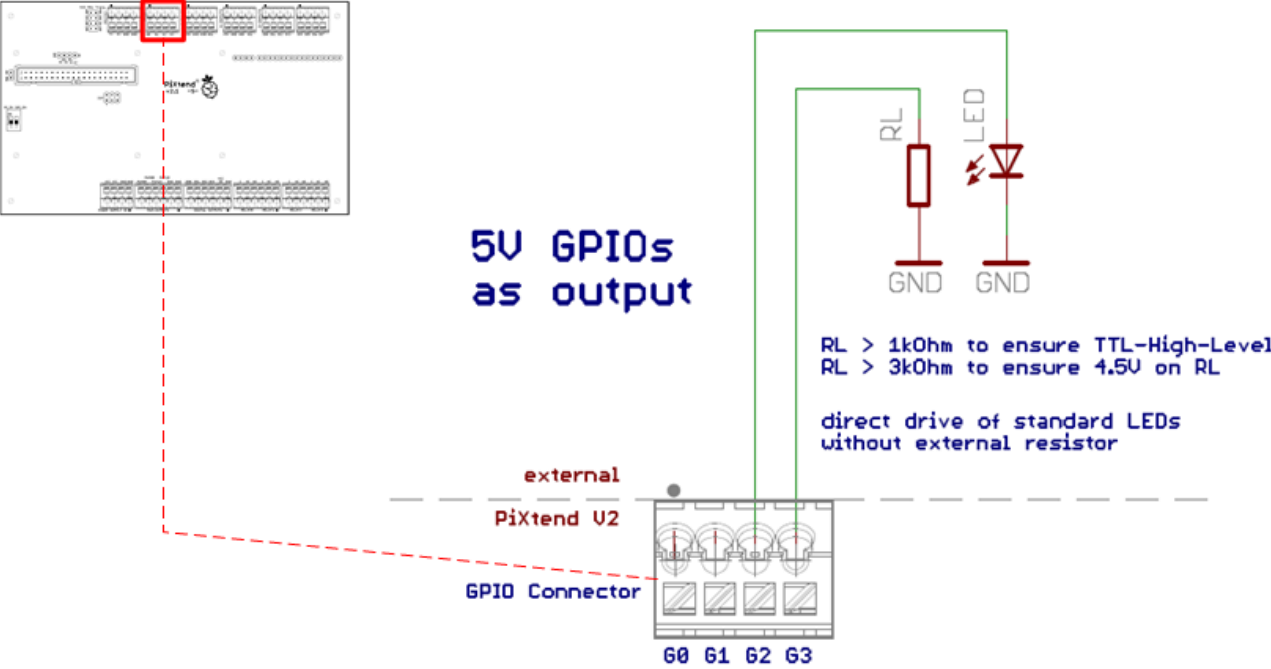 PiXtend
RL
LED
5V GPIOs
as output
GND
GND
RL > 1kOhm to ensure TTL-High-Level
RL > 3kOhm to ensure 4.5V on RL
direct drive of standard LEDs
without external resistor
external
PiXtend V2
GPIO Connector
G0 G1 G2 G3